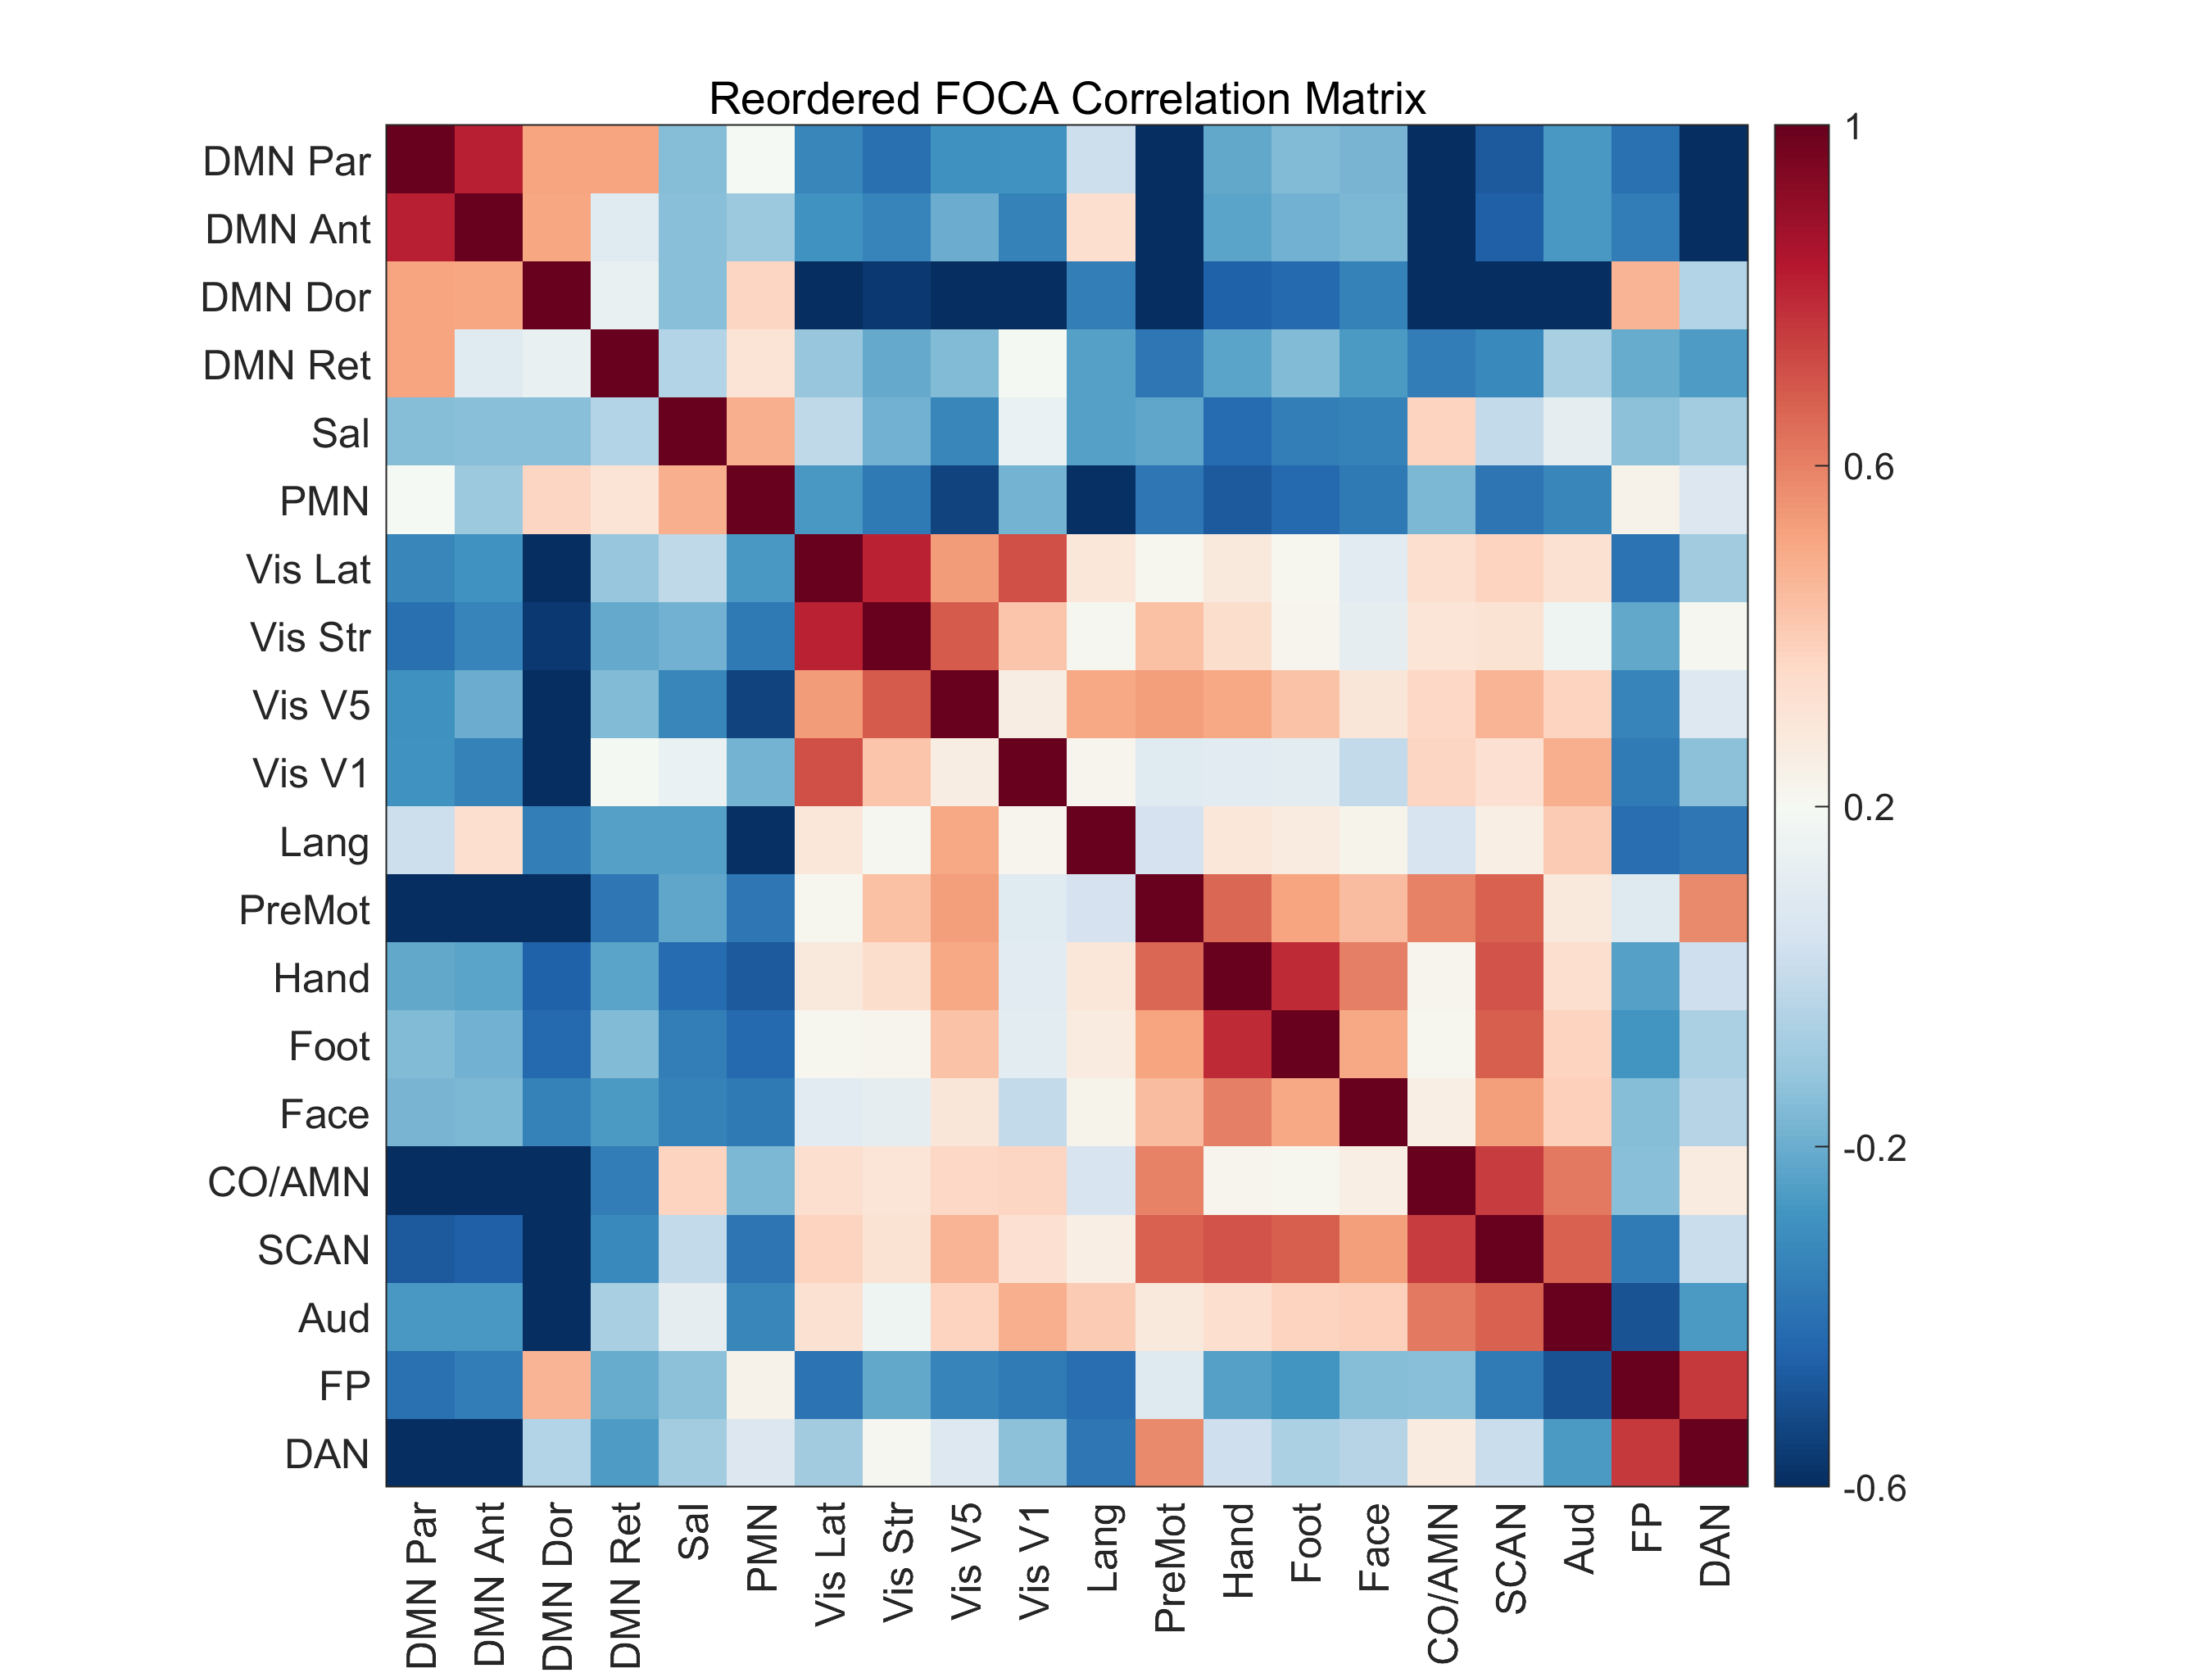 Reordered FOCA Correlation Matrix
DMN Par
DMN Ant
DMN Dor
DMN Ret
Sal
PMN
Vis Lat
Vis Str
Vis V5
Vis V1
Lang
PreMot
Hand
Foot
Face
CO/AMN
SCAN
Aud
FP
DAN
1
0.6
0.2
-0.2
-0.6
DMN Par
DMN Ant
DMN Dor
DMN Ret
Sal
PMN
Vis Lat
Vis Str
Vis V5
Vis V1
Lang
PreMot
Hand
Foot
Face
CO/AMN
SCAN
Aud
FP
DAN